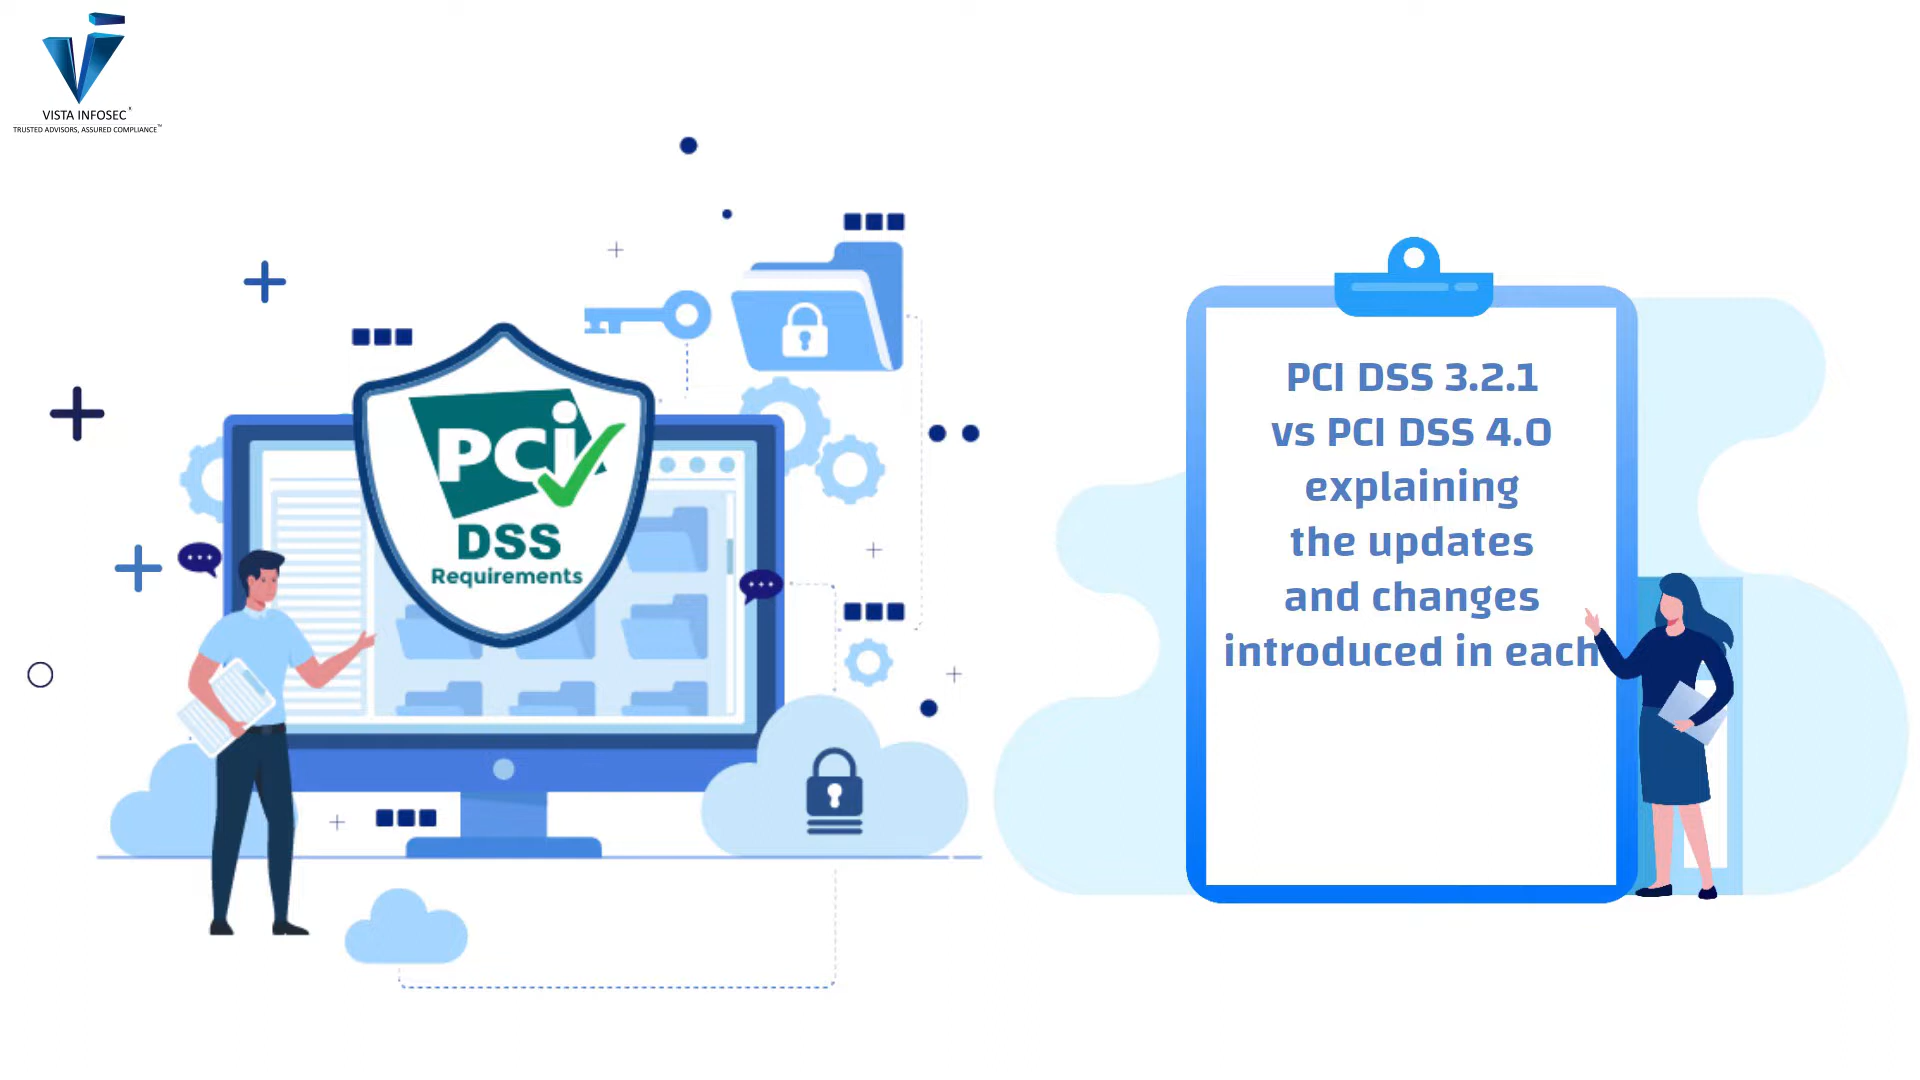 VISTA INFOSEC®
TRUSTED ADVISORS, ASSURED COMPLIANCE™
PCi
DSS
Requirements
PCI DSS 3.2.1
vs PCI DSS 4.0
explaining
the updates
and changes
introduced in each